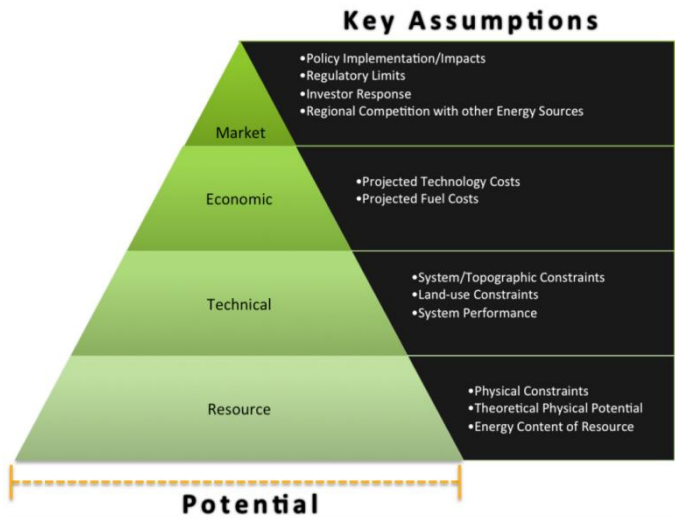 Key Assumptions
•Policy Implementation/Impacts
•Regulatory Limits
•Investor Response
•Regional Competition with other Energy Sources
Market
•Projected Technology Costs
•Projected Fuel Costs
Economic
•System/Topographic Constraints
•Land-use Constraints
•System Performance
Technical
•Physical Constraints
•Theoretical Physical Potential
•Energy Content of Resource
Resource
Potential